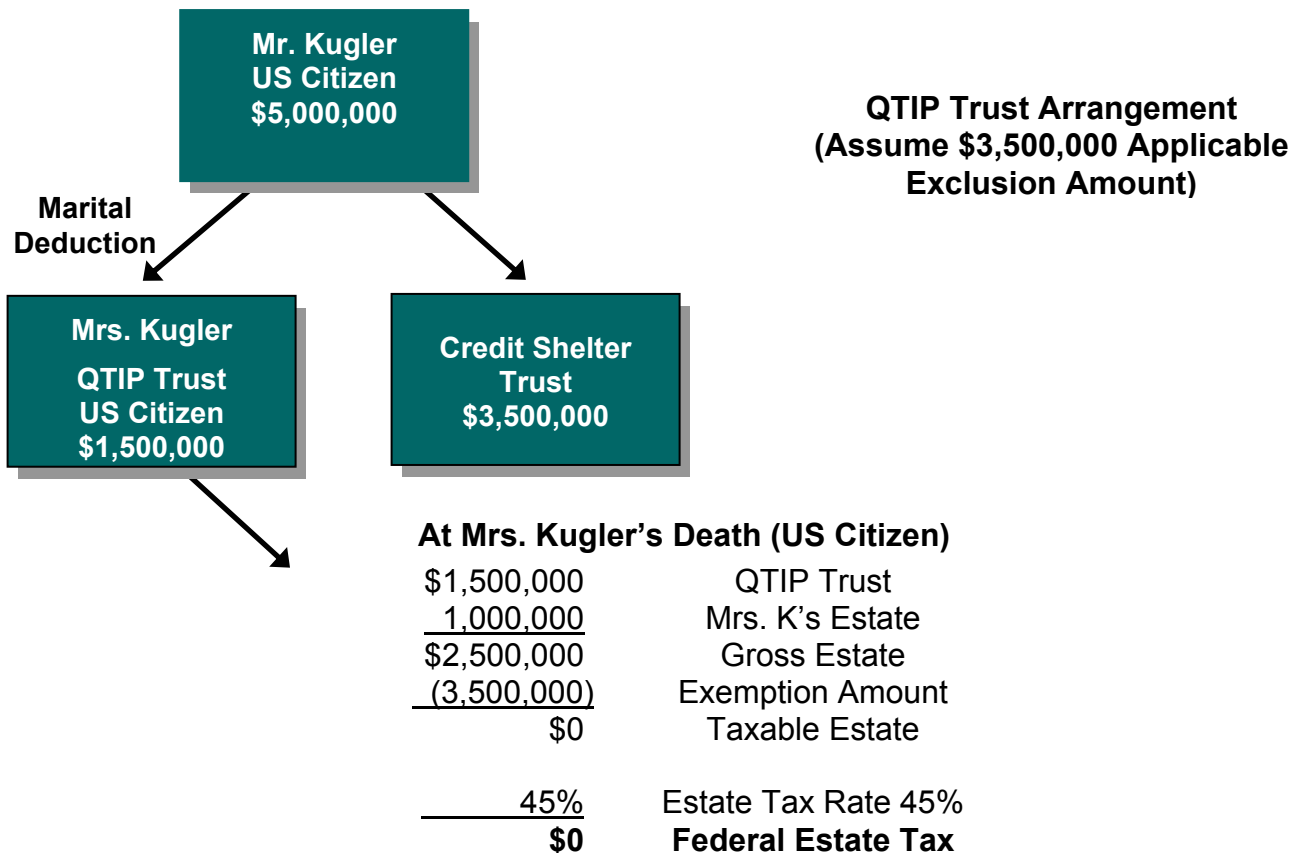 Mr. Kugler
US Citizen
$5,000,000
QTIP Trust Arrangement
(Assume $3,500,000 Applicable
Exclusion Amount)
Marital
Deduction
Mrs. Kugler
QTIP Trust
US Citizen
$1,500,000
Credit Shelter
Trust
$3,500,000
At Mrs. Kugler’s Death (US Citizen)
$1,500,000 QTIP Trust
1,000,000 Mrs. K’s Estate
$2,500,000 Gross Estate
(3,500,000) Exemption Amount
$0 Taxable Estate
45% Estate Tax Rate 45%
$0 Federal Estate Tax